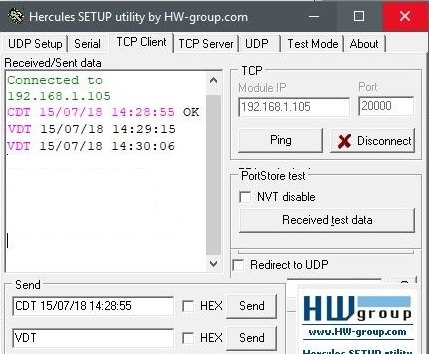 Hercules SETUP utility by HW-group.com
UDP Setup Serial TCP Client TCP Server UDP Test Mode About
Received/Sent data
Connected to
192.168.1.105
CDT 15/07/18 14:28:55 OK
VDT 15/07/18 14:29:15
VDT 15/07/18 14:30:06
TCP
Module IP Port
192.168.1.105 20000
Ping Disconnect
PortStore test
NVT disable
Received test data
Redirect to UDP
Send
CDT 15/07/18 14:28:55 HEX Send
VDT HEX Send
HW group
www.HW-group.com
Hercules SETUP utility